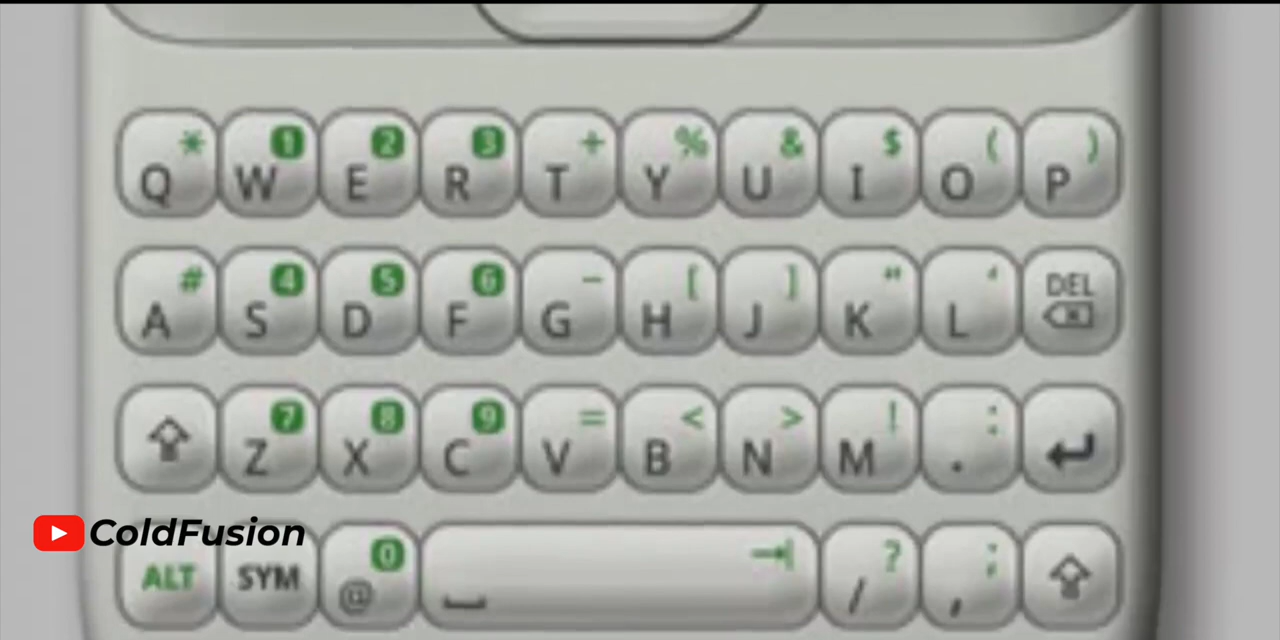 * 1 2 3 + % & $ ( )
Q W E R T Y U I O P
# 4 5 6 - [ ] " ' DEL
A S D F G H J K L
7 8 9 = < > ! :
Z X C V B N M .
ColdFusion
0 ? ;
ALT SYM @ / ,